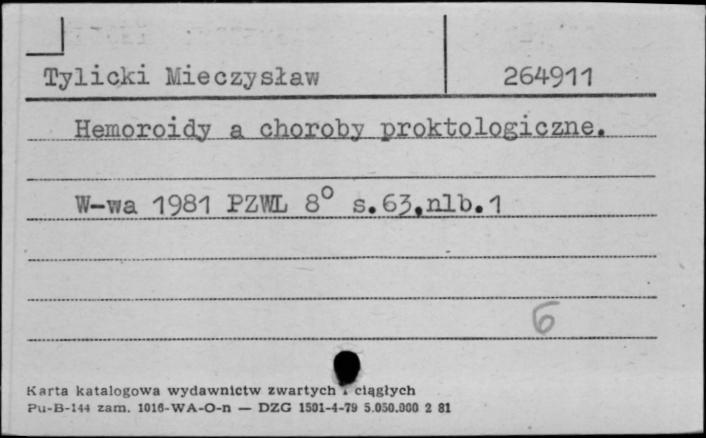 Tylicki Mieczysław 264911
Hemoroidy a choroby proktologiczne.
W-wa 1981 PZWL 8° s.63,nlb.1
6
Karta katalogowa wydawnictw zwartych i ciągłych
Pu-B-144 zam. 1016-WA-O-n — DZG 1501-4-79 5.050.000 2 81